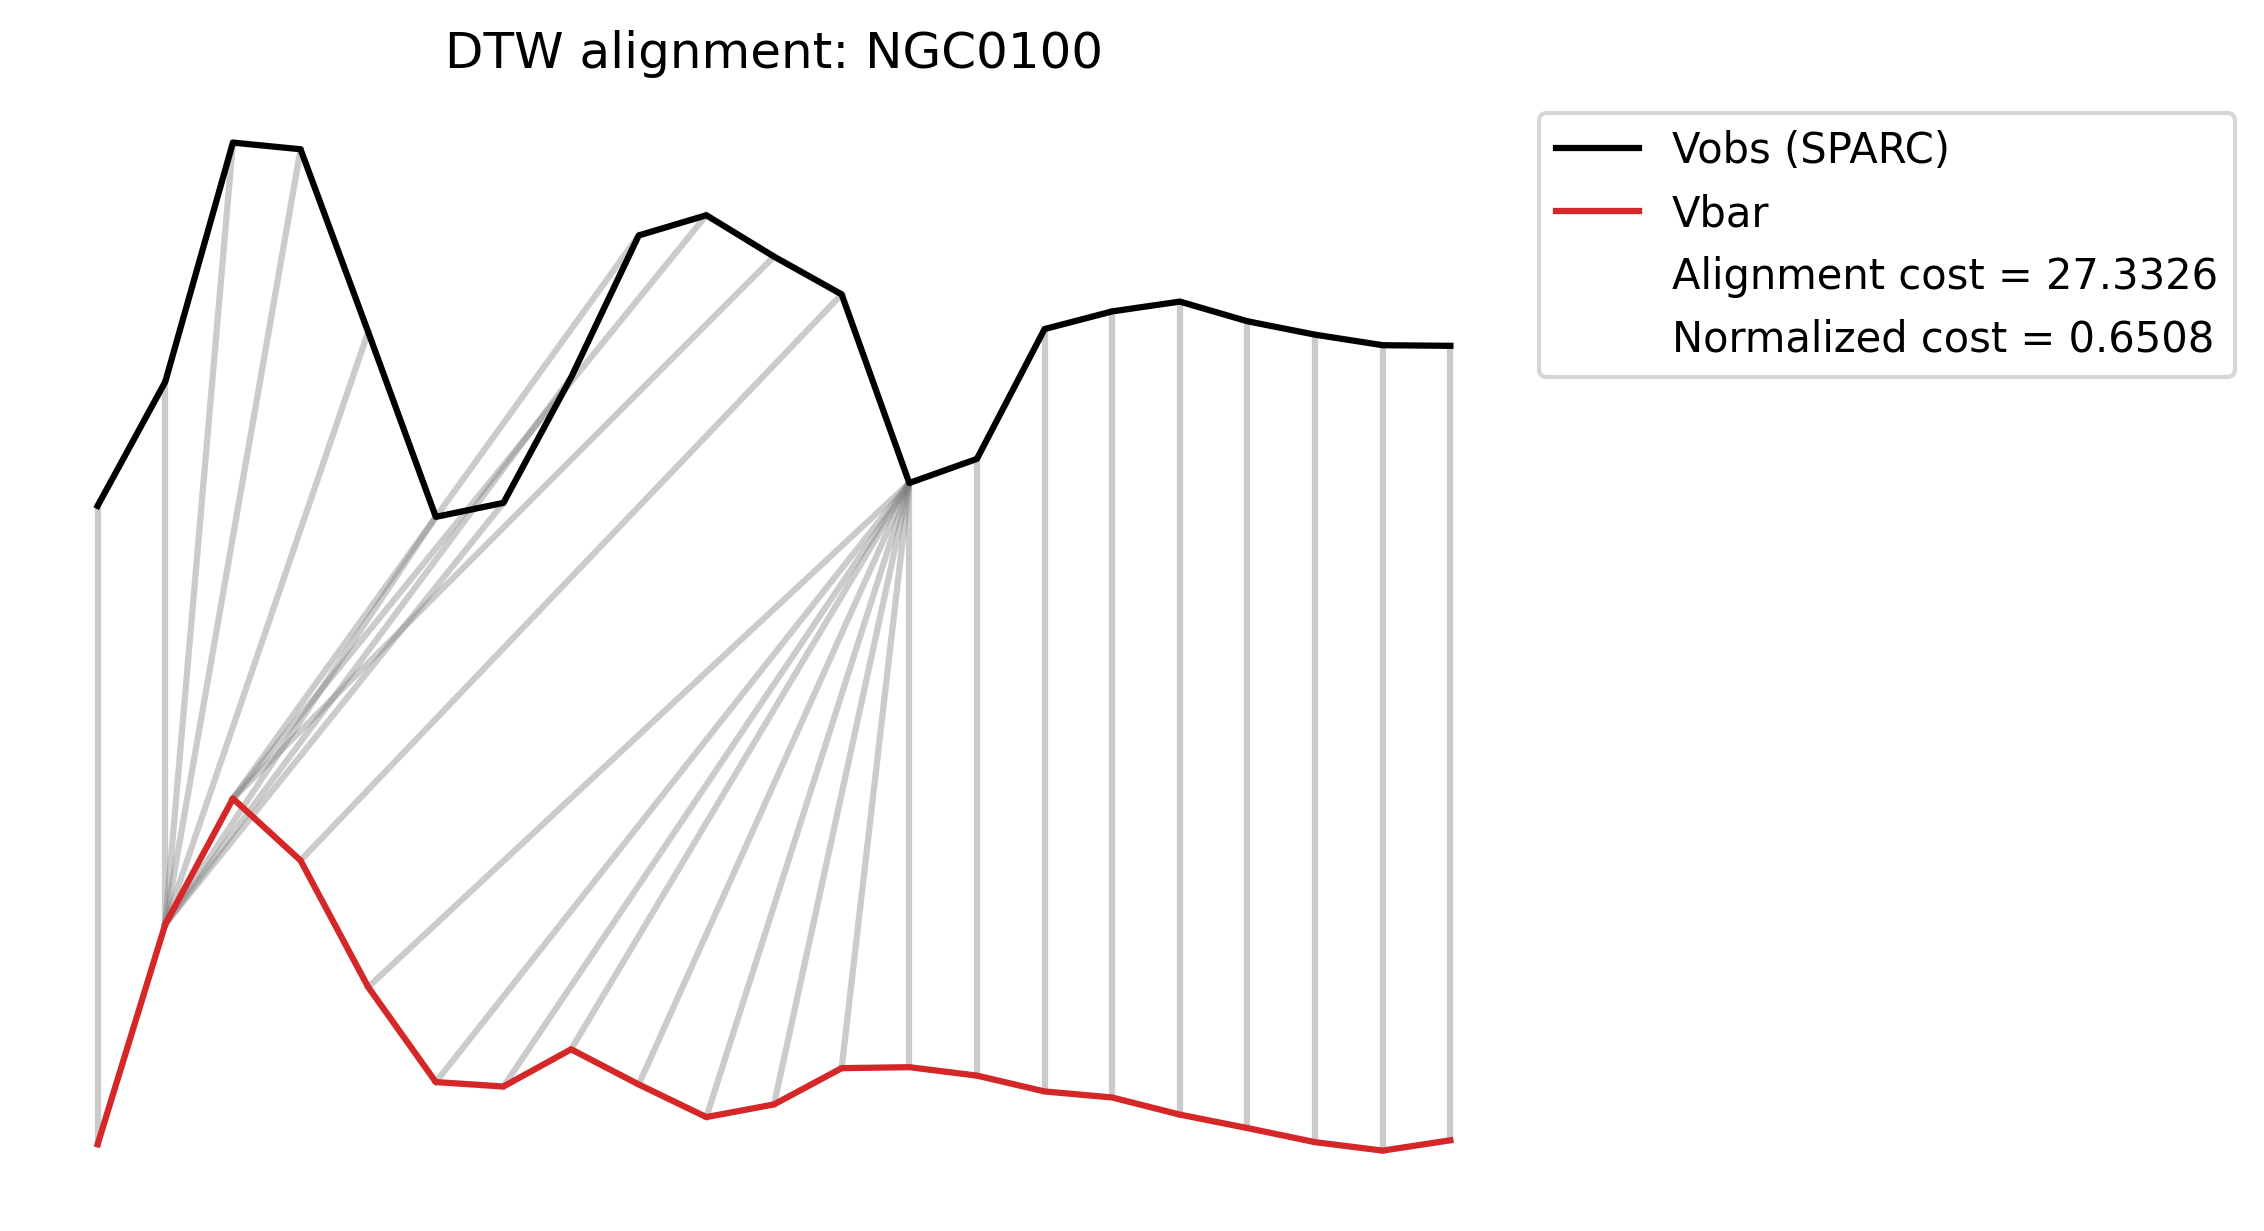 DTW alignment: NGC0100
Vobs (SPARC)
Vbar
Alignment cost = 27.3326
Normalized cost = 0.6508